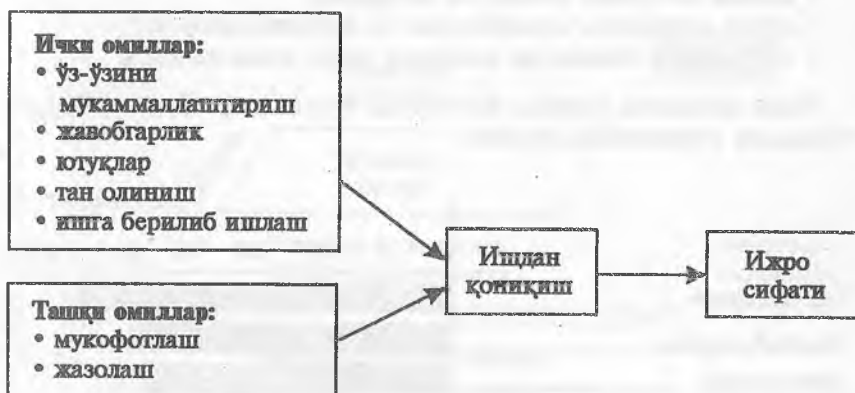 Ички омиллар:
• ўз-ўзини
мукаммаллаштириш
• жавобгарлик
• ютуқлар
• тан олиниш
• ишга берилиб ишлаш
Ташқи омиллар:
• мукофотлаш
• жазолаш
Ишдан
қониқиш
Ижро
сифати